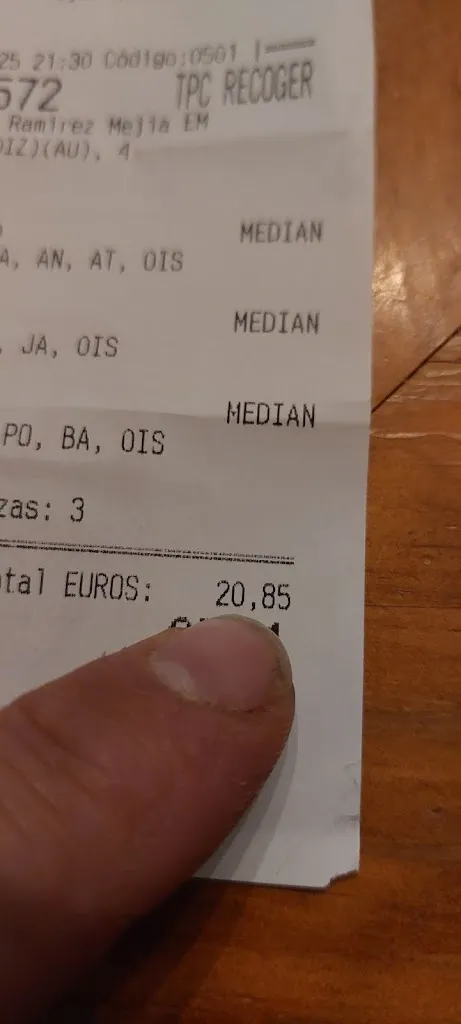 25 21:30 Código:0501
572 TPC RECOGER
Ramirez Mejia EM
DIZ)(AU), 4
MEDIAN
A, AN, AT, OIS
MEDIAN
, JA, OIS
MEDIAN
PO, BA, OIS
zas: 3
otal EUROS: 20,85